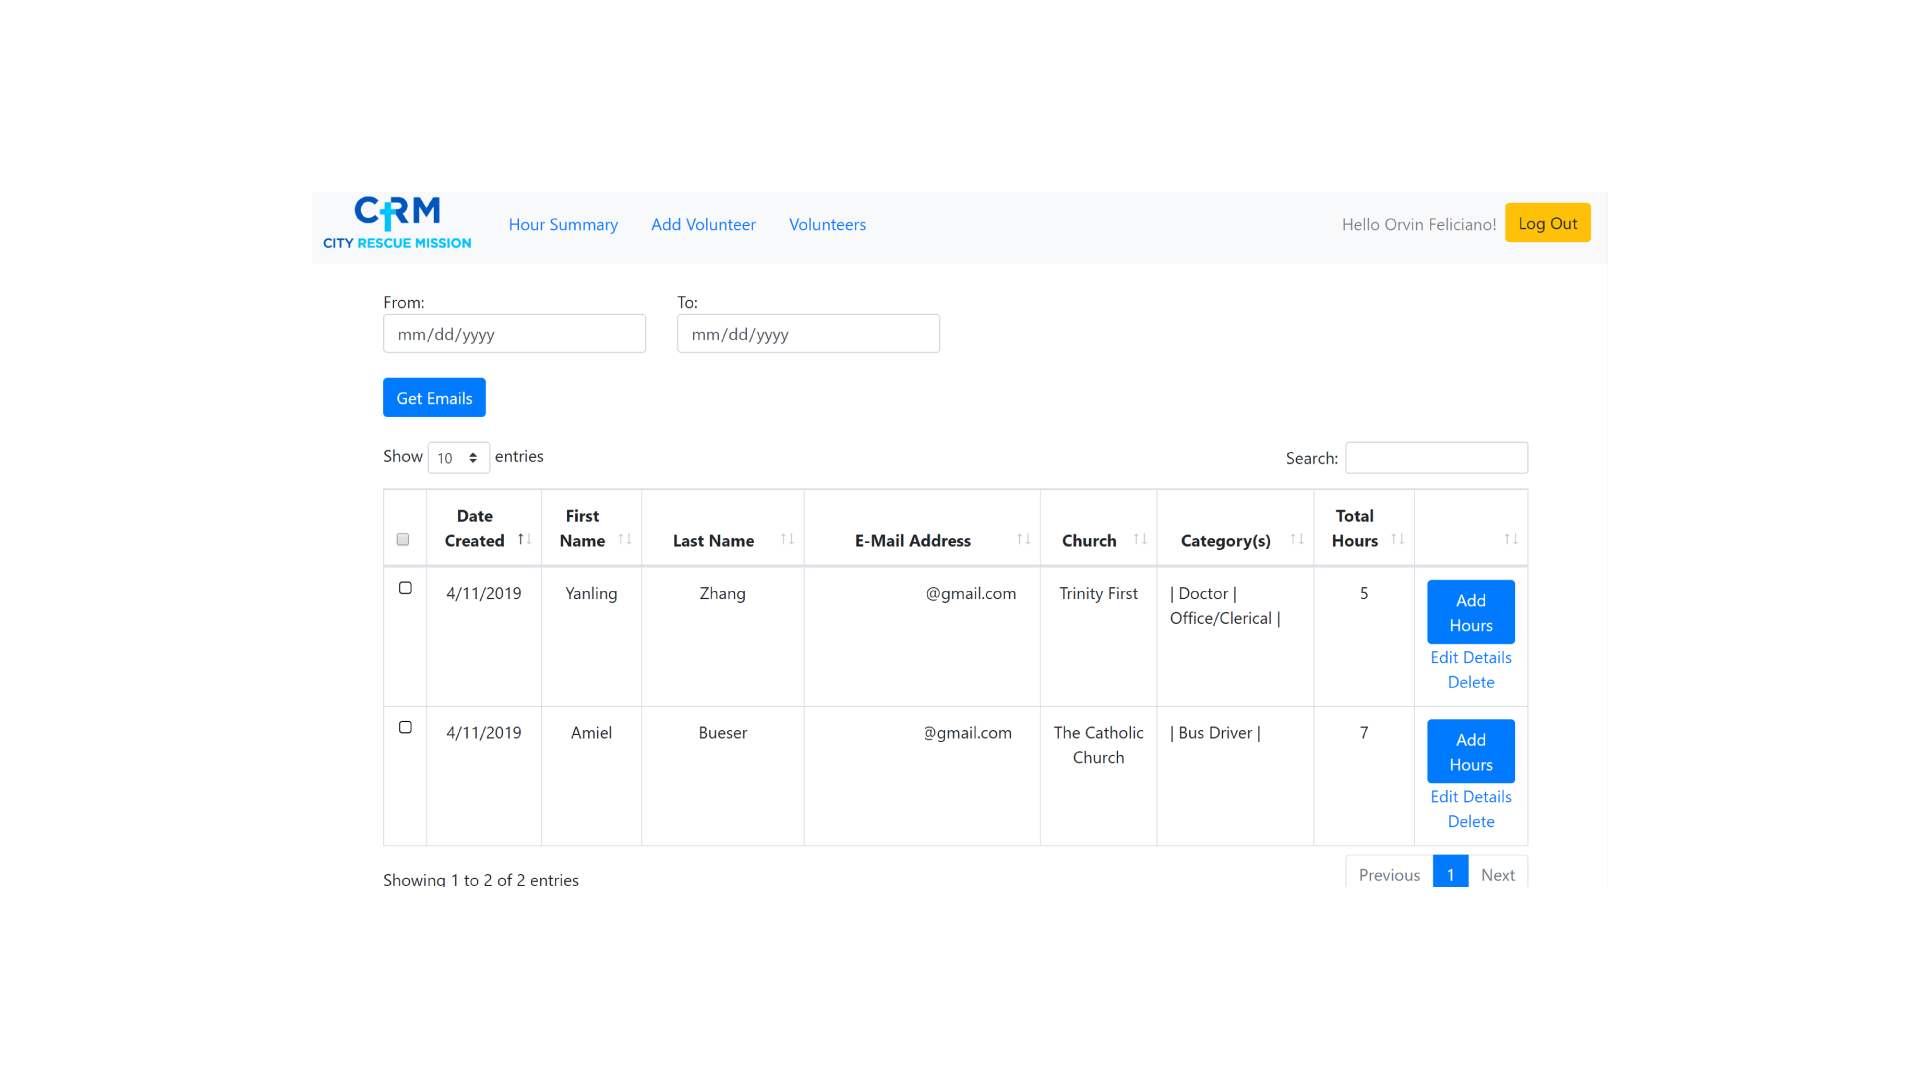 CRM
CITY RESCUE MISSION
Hour Summary Add Volunteer Volunteers Hello Orvin Feliciano! Log Out
From: To:
mm/dd/yyyy mm/dd/yyyy
Get Emails
Show 10 entries Search:
Date First Total
Created Name Last Name E-Mail Address Church Category(s) Hours
4/11/2019 Yanling Zhang @gmail.com Trinity First | Doctor | 5 Add
Office/Clerical | Hours
Edit Details
Delete
4/11/2019 Amiel Bueser @gmail.com The Catholic | Bus Driver | 7 Add
Church Hours
Edit Details
Delete
Showing 1 to 2 of 2 entries Previous 1 Next